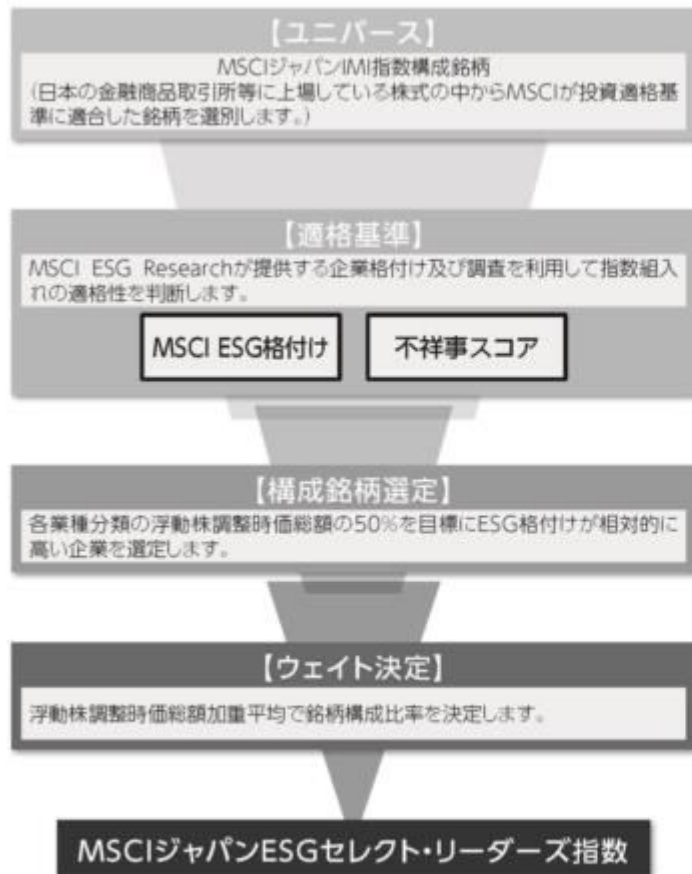 【ユニバース】
MSCIジャパンIMI指数構成銘柄
(日本の金融商品取引所等に上場している株式の中からMSCIが投資適格基
準に適合した銘柄を選別します。)
【適格基準】
MSCI ESG Researchが提供する企業格付け及び調査を利用して指数組入
れの適格性を判断します。
MSCI ESG格付け
不祥事スコア
【構成銘柄選定】
各業種分類の浮動株調整時価総額の50%を目標にESG格付けが相対的に
高い企業を選定します。
【ウェイト決定】
浮動株調整時価総額加重平均で銘柄構成比率を決定します。
MSCIジャパンESGセレクト・リーダーズ指数